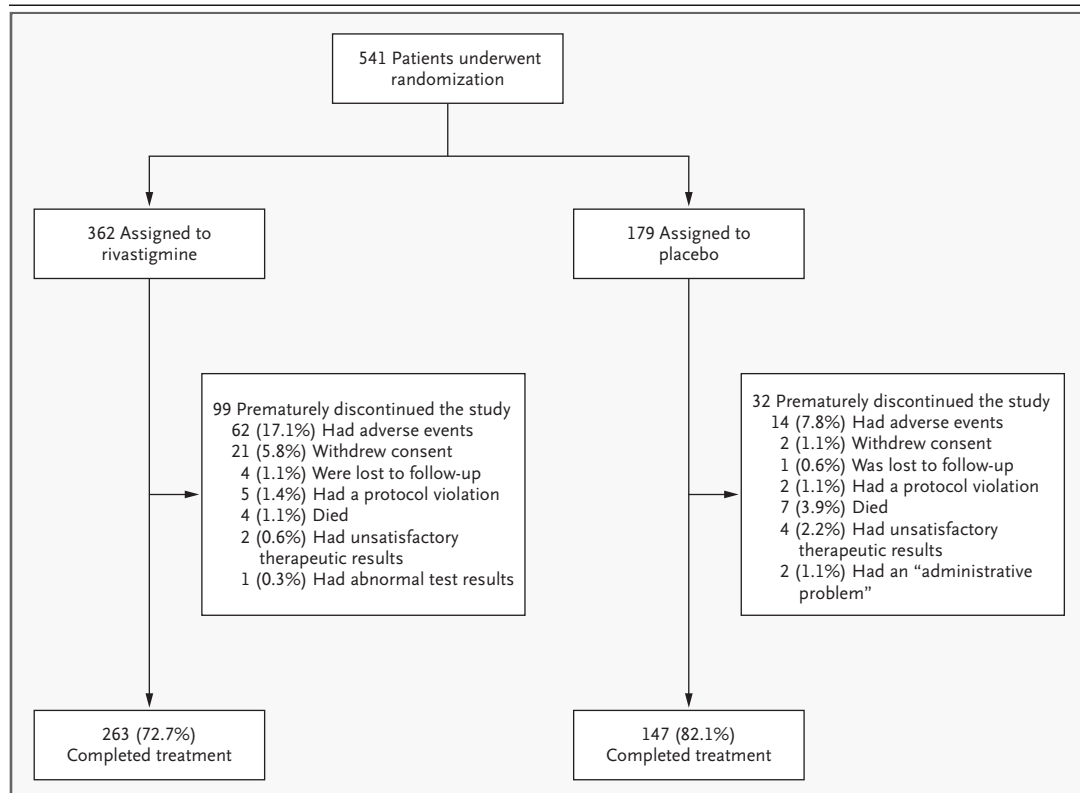 541 Patients underwent
randomization
362 Assigned to
rivastigmine
179 Assigned to
placebo
99 Prematurely discontinued the study
62 (17.1%) Had adverse events
21 (5.8%) Withdrew consent
4 (1.1%) Were lost to follow-up
5 (1.4%) Had a protocol violation
4 (1.1%) Died
2 (0.6%) Had unsatisfactory
therapeutic results
1 (0.3%) Had abnormal test results
32 Prematurely discontinued the study
14 (7.8%) Had adverse events
2 (1.1%) Withdrew consent
1 (0.6%) Was lost to follow-up
2 (1.1%) Had a protocol violation
7 (3.9%) Died
4 (2.2%) Had unsatisfactory
therapeutic results
2 (1.1%) Had an “administrative
problem”
263 (72.7%)
Completed treatment
147 (82.1%)
Completed treatment